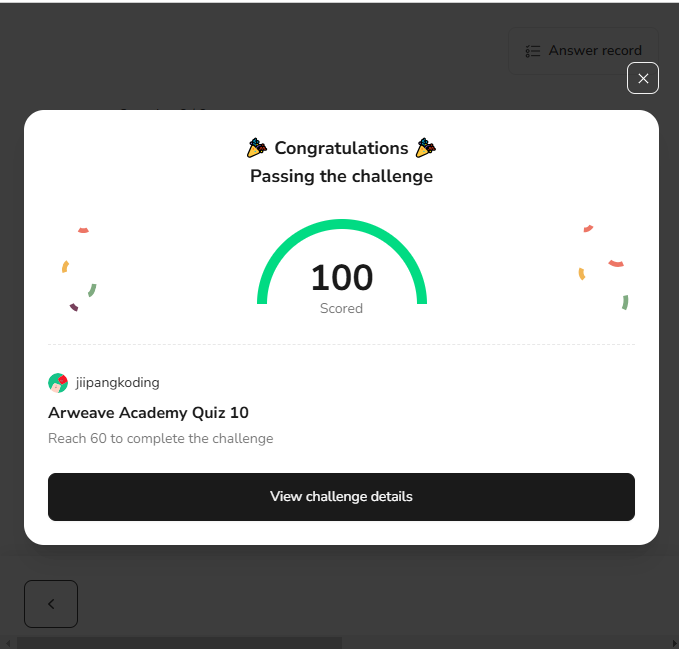 Answer record
Congratulations
Passing the challenge
100
Scored
jiipangkoding
Arweave Academy Quiz 10
Reach 60 to complete the challenge
View challenge details